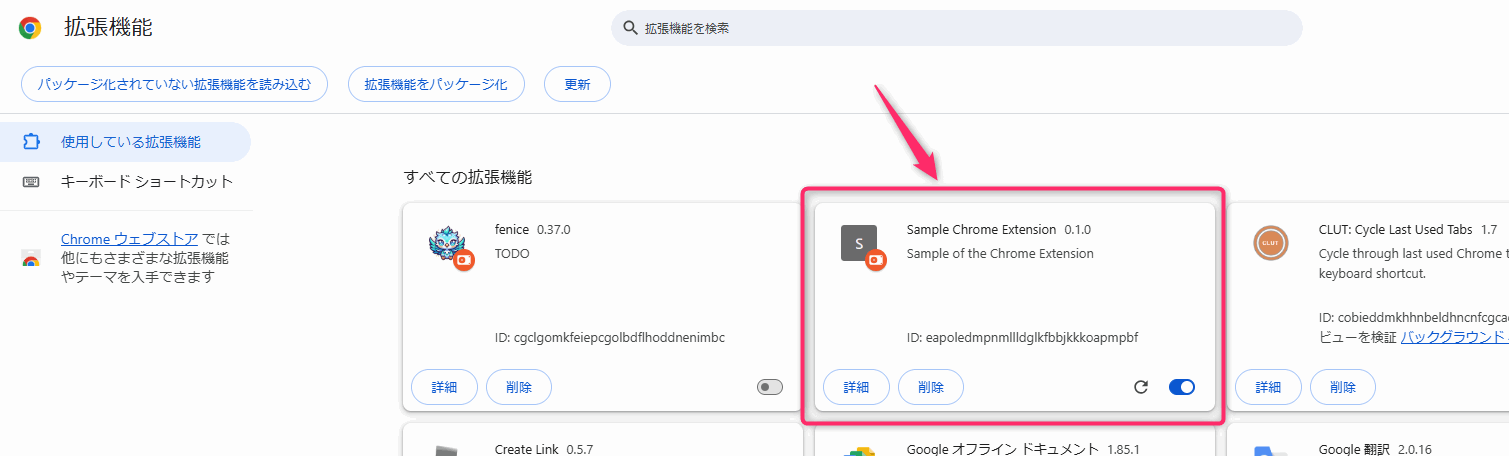 拡張機能
拡張機能を検索
パッケージ化されていない拡張機能を読み込む
拡張機能をパッケージ化
更新
使用している拡張機能
キーボード ショートカット
Chrome ウェブストア では
他にもさまざまな拡張機能
やテーマを入手できます
すべての拡張機能
fenice 0.37.0
TODO
ID: cgclgomkfeiepcgolbdflhoddnenimbc
詳細
削除
S
Sample Chrome Extension 0.1.0
Sample of the Chrome Extension
ID: eapoledmpnmllldglkfbbjkkkoapmpbf
詳細
削除
CLUT
CLUT: Cycle Last Used Tabs 1.7
Cycle through last used Chrome t
keyboard shortcut.
ID: cobieddmkhhnbeldhncnfcgcac
ビューを検証 バックグラウンド
詳細
削除
Create Link 0.5.7
Google オフライン ドキュメント 1.85.1
Google 翻訳 2.0.16